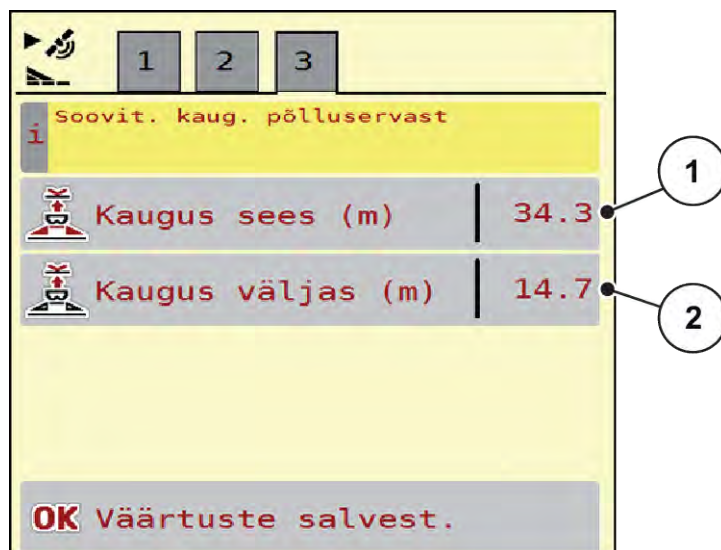 1 2 3
i Soovit. kaug. põlluservast
Kaugus sees (m) 34.3
1
Kaugus väljas (m) 14.7
2
OK Väärtuste salvest.